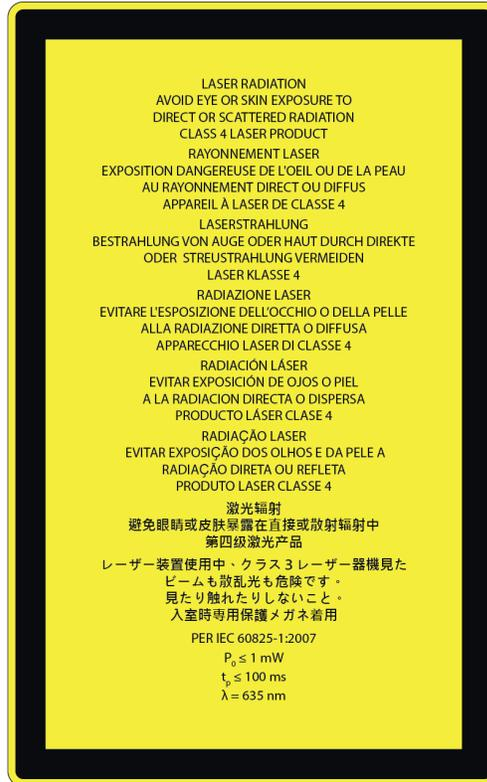 LASER RADIATION
AVOID EYE OR SKIN EXPOSURE TO
DIRECT OR SCATTERED RADIATION
CLASS 4 LASER PRODUCT
RAYONNEMENT LASER
EXPOSITION DANGEREUSE DE L'OEIL OU DE LA PEAU
AU RAYONNEMENT DIRECT OU DIFFUS
APPAREIL À LASER DE CLASSE 4
LASERSTRAHLUNG
BESTRAHLUNG VON AUGE ODER HAUT DURCH DIREKTE
ODER STREUSTRAHLUNG VERMEIDEN
LASER KLASSE 4
RADIAZIONE LASER
EVITARE L'ESPOSIZIONE DELL'OCCHIO O DELLA PELLE
ALLA RADIAZIONE DIRETTA O DIFFUSA
APPARECCHIO LASER DI CLASSE 4
RADIACIÓN LÁSER
EVITAR EXPOSICIÓN DE OJOS O PIEL
A LA RADIACION DIRECTA O DISPERSA
PRODUCTO LÁSER CLASE 4
RADIAÇÃO LASER
EVITAR EXPOSIÇÃO DOS OLHOS E DA PELE A
RADIAÇÃO DIRETA OU REFLETA
PRODUTO LASER CLASSE 4
激光辐射
避免眼睛或皮肤暴露在直接或散射辐射中
第四级激光产品
レーザー装置使用中、クラス3レーザー器機見た
ビームも散乱光も危険です。
見たり触れたりしないこと。
入室時専用保護メガネ着用
PER IEC 60825-1:2007
P₀ ≤ 1 mW
tₚ ≤ 100 ms
λ = 635 nm